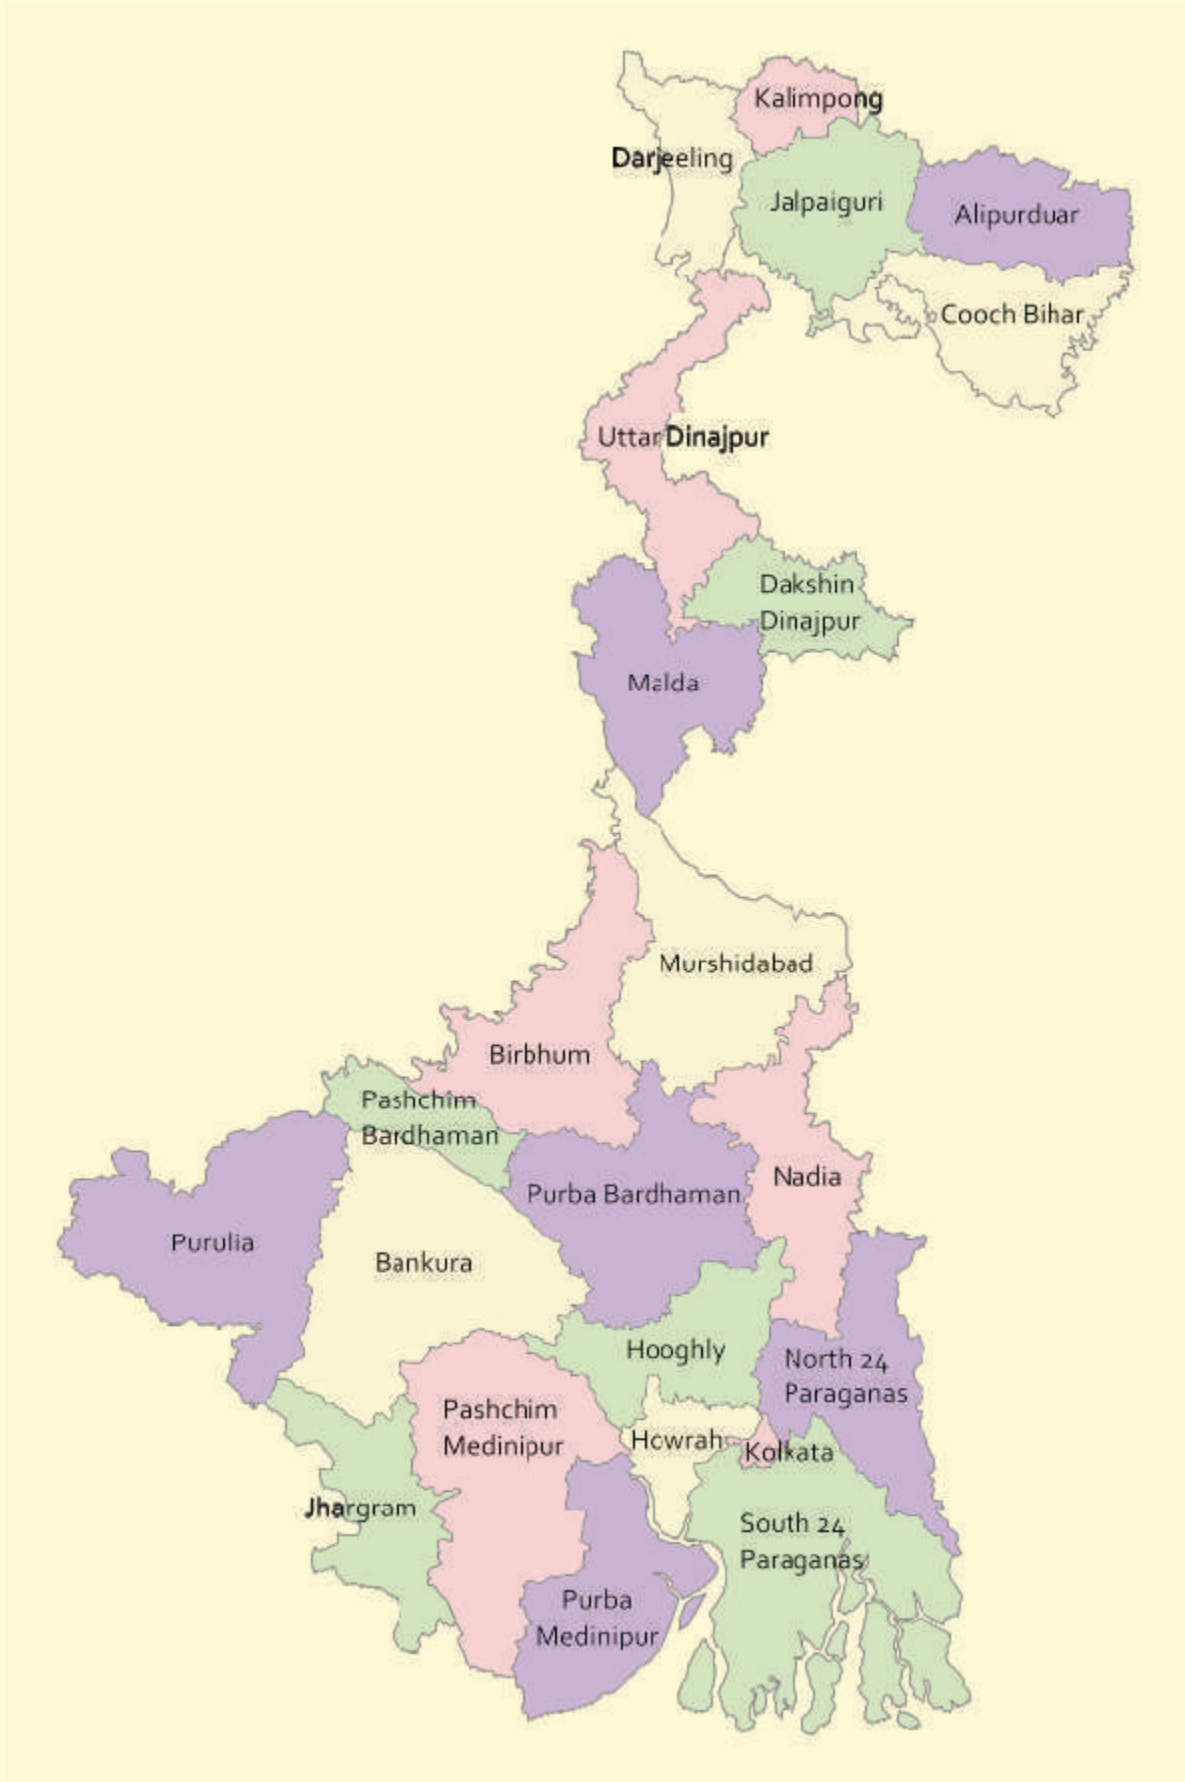 Kalimpong
Darjeeling
Jalpaiguri
Alipurduar
Cooch Bihar
Uttar Dinajpur
Dakshin
Dinajpur
Malda
Murshidabad
Birbhum
Pashchim
Bardhaman
Nadia
Purba Bardhaman
Purulia
Bankura
Hooghly
North 24
Paraganas
Pashchim
Medinipur
Howrah
Kolkata
Jhargram
South 24
Paraganas
Purba
Medinipur